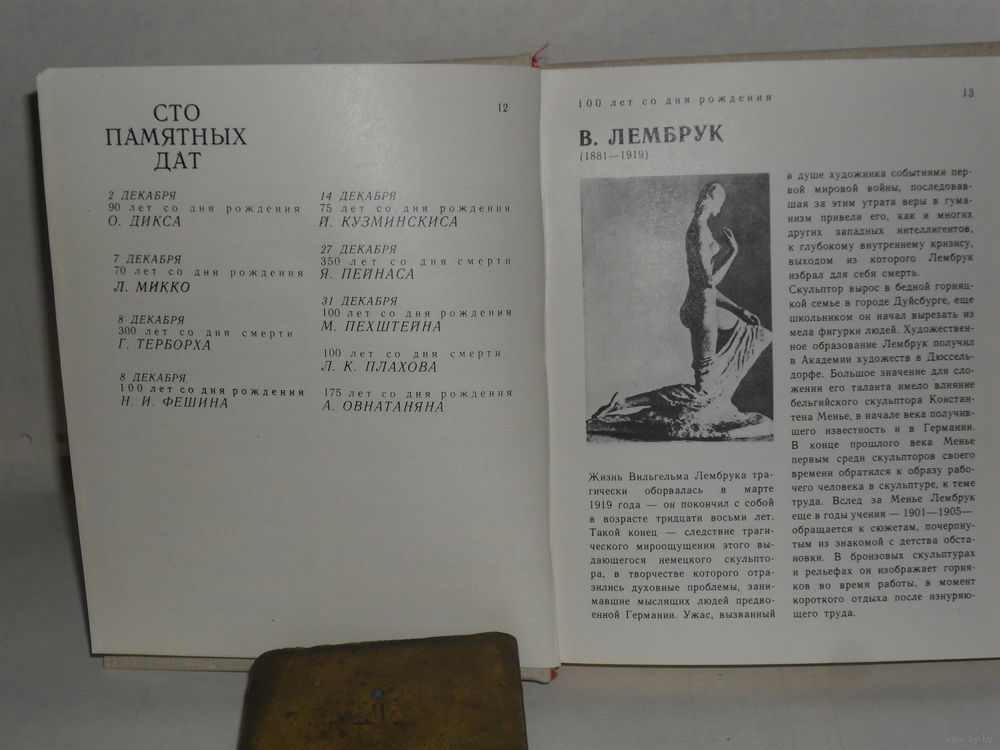 СТО
ПАМЯТНЫХ
ДАТ
12
2 ДЕКАБРЯ
90 лет со дня рождения
О. ДИКСА
7 ДЕКАБРЯ
70 лет со дня рождения
Л. МИККО
8 ДЕКАБРЯ
300 лет со дня смерти
Г. ТЕРБОРХА
8 ДЕКАБРЯ
100 лет со дня рождения
Н. И. ФЕШИНА
14 ДЕКАБРЯ
75 лет со дня рождения
Й. КУЗМИНСКИСА
27 ДЕКАБРЯ
350 лет со дня смерти
Я. ПЕЙНАСА
31 ДЕКАБРЯ
100 лет со дня рождения
М. ПЕХШТЕЙНА
100 лет со дня смерти
Л. К. ПЛАХОВА
175 лет со дня рождения
А. ОВНАТАНЯНА
100 лет со дня рождения
13
В. ЛЕМБРУК
(1881—1919)
Жизнь Вильгельма Лембрука тра-
гически оборвалась в марте
1919 года — он покончил с собой
в возрасте тридцати восьми лет.
Такой конец — следствие траги-
ческого мироощущения этого вы-
дающегося немецкого скульпто-
ра, в творчестве которого отра-
зились духовные проблемы, зани-
мавшие мыслящих людей предво-
енной Германии. Ужас, вызванный
в душе художника событиями пер-
вой мировой войны, последовав-
шая за этим утрата веры в гума-
низм привели его, как и многих
других западных интеллигентов,
к глубокому внутреннему кризису,
выходом из которого Лембрук
избрал для себя смерть.
Скульптор вырос в бедной горняц-
кой семье в городе Дуйсбурге, еще
школьником он начал вырезать из
мела фигурки людей. Художествен-
ное образование Лембрук получил
в Академии художеств в Дюссель-
дорфе. Большое значение для сло-
жения его таланта имело влияние
бельгийского скульптора Констан-
тена Менье, в начале века получив-
шего известность и в Германии.
В конце прошлого века Менье
первым среди скульпторов своего
времени обратился к образу рабо-
чего человека в скульптуре, к теме
труда. Вслед за Менье Лембрук
еще в годы учения — 1901—1905—
обращается к сюжетам, почерпну-
тым из знакомой с детства обста-
новки. В бронзовых скульптурах
и рельефах он изображает горня-
ков во время работы, в момент
короткого отдыха после изнуряю-
щего труда.
www.ay.by